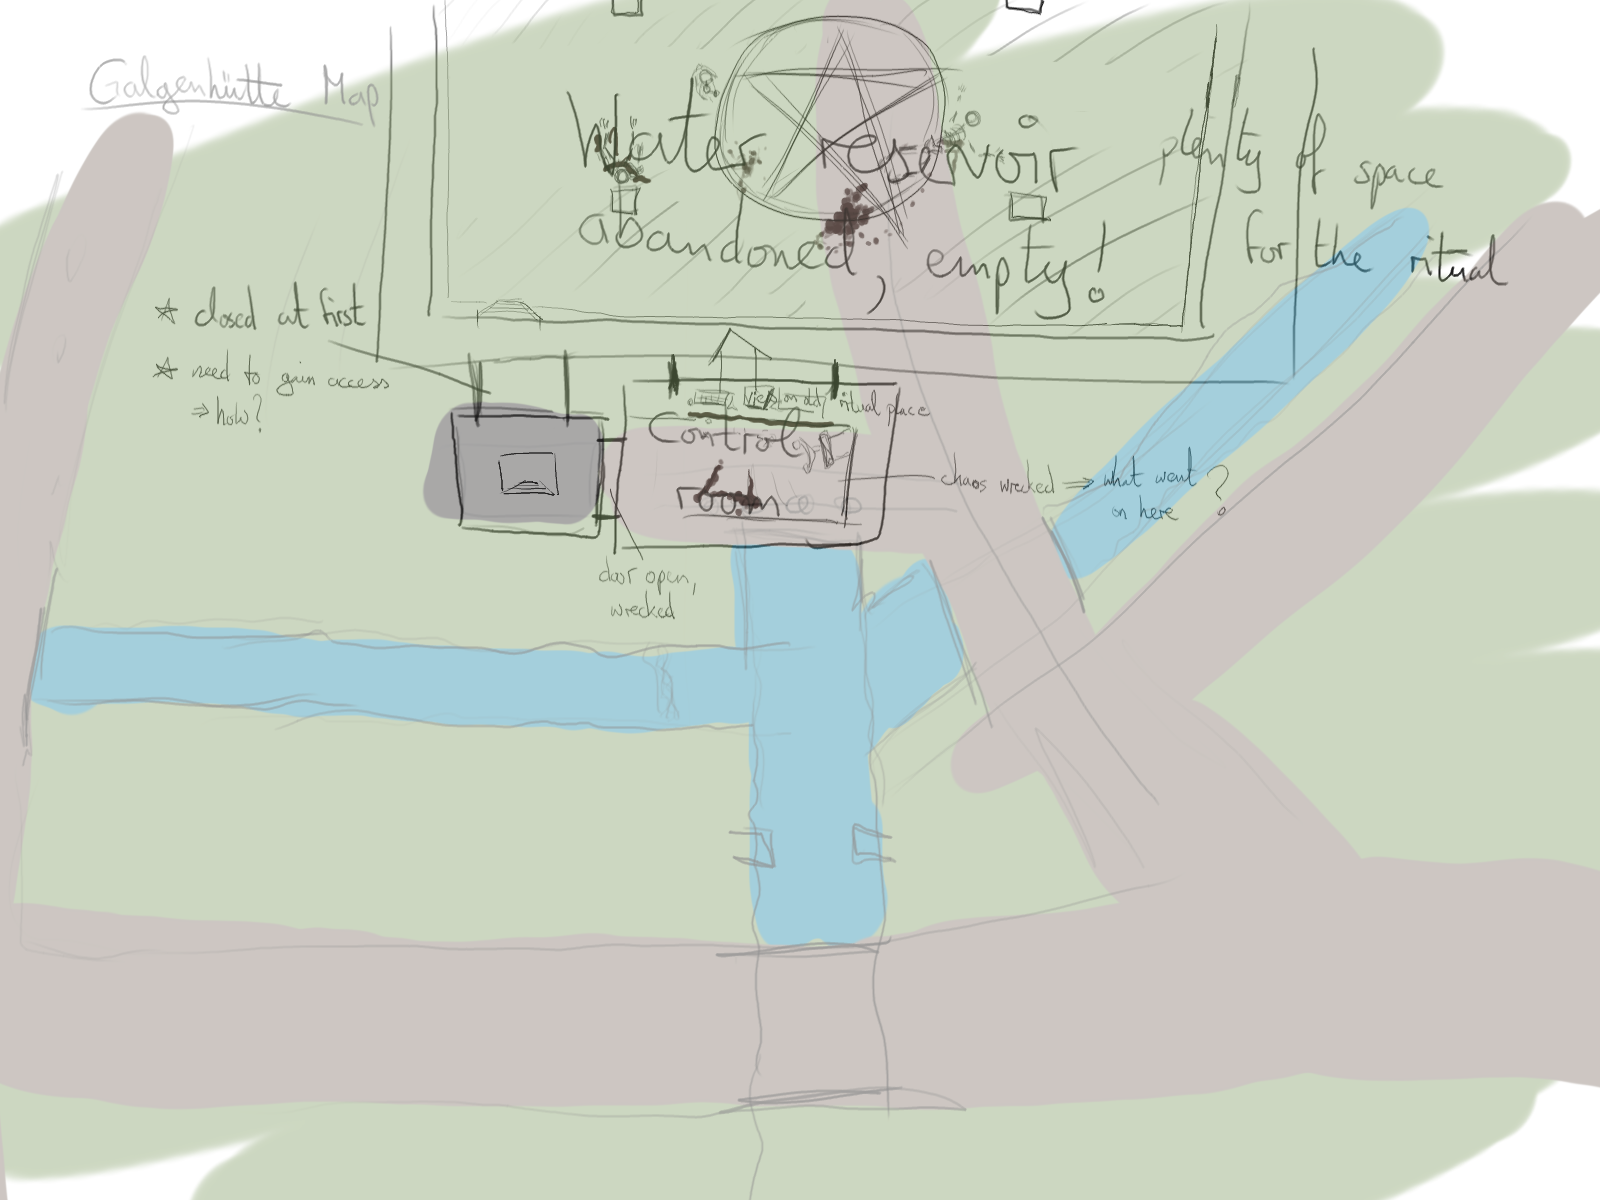 Galgenhütte Map
Water reservoir
abandoned, empty!
plenty of space
for the ritual
* closed at first
* need to gain access
⇒ how?
view on old ritual place
Control
room
chaos wrecked ⇒ what went
on here ?
door open,
wrecked